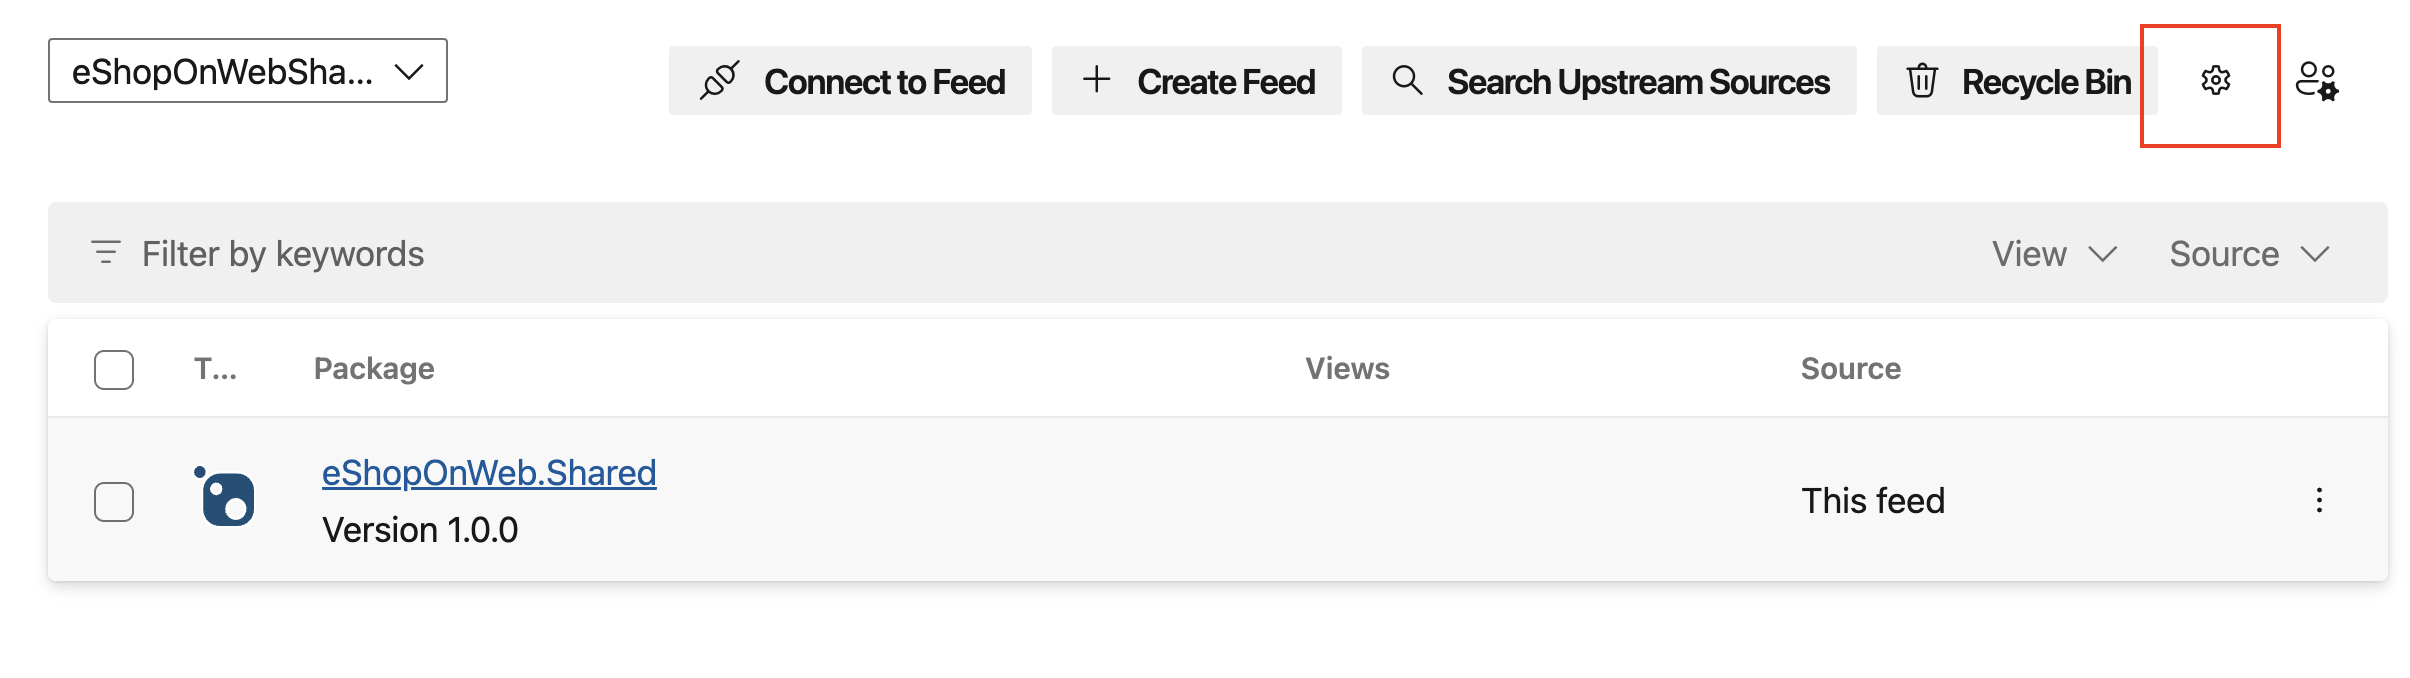 eShopOnWebSha...
Connect to Feed
Create Feed
Search Upstream Sources
Recycle Bin
Filter by keywords
View
Source
T...
Package
Views
Source
eShopOnWeb.Shared
Version 1.0.0
This feed